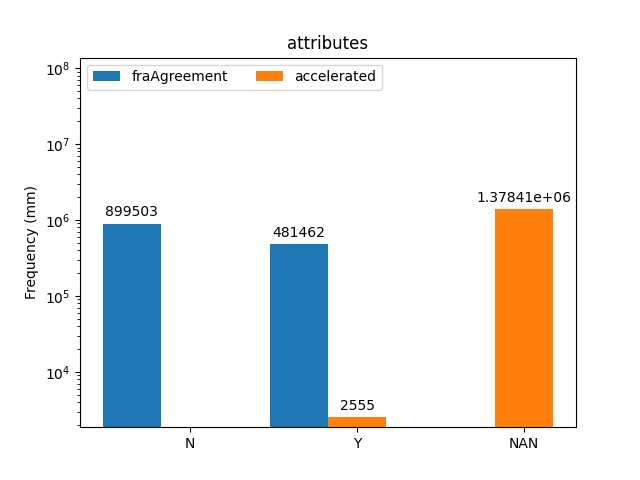 attributes
fraAgreement accelerated
Frequency (mm)
10^8
10^7
10^6
10^5
10^4
899503
481462
2555
1.37841e+06
N Y NAN